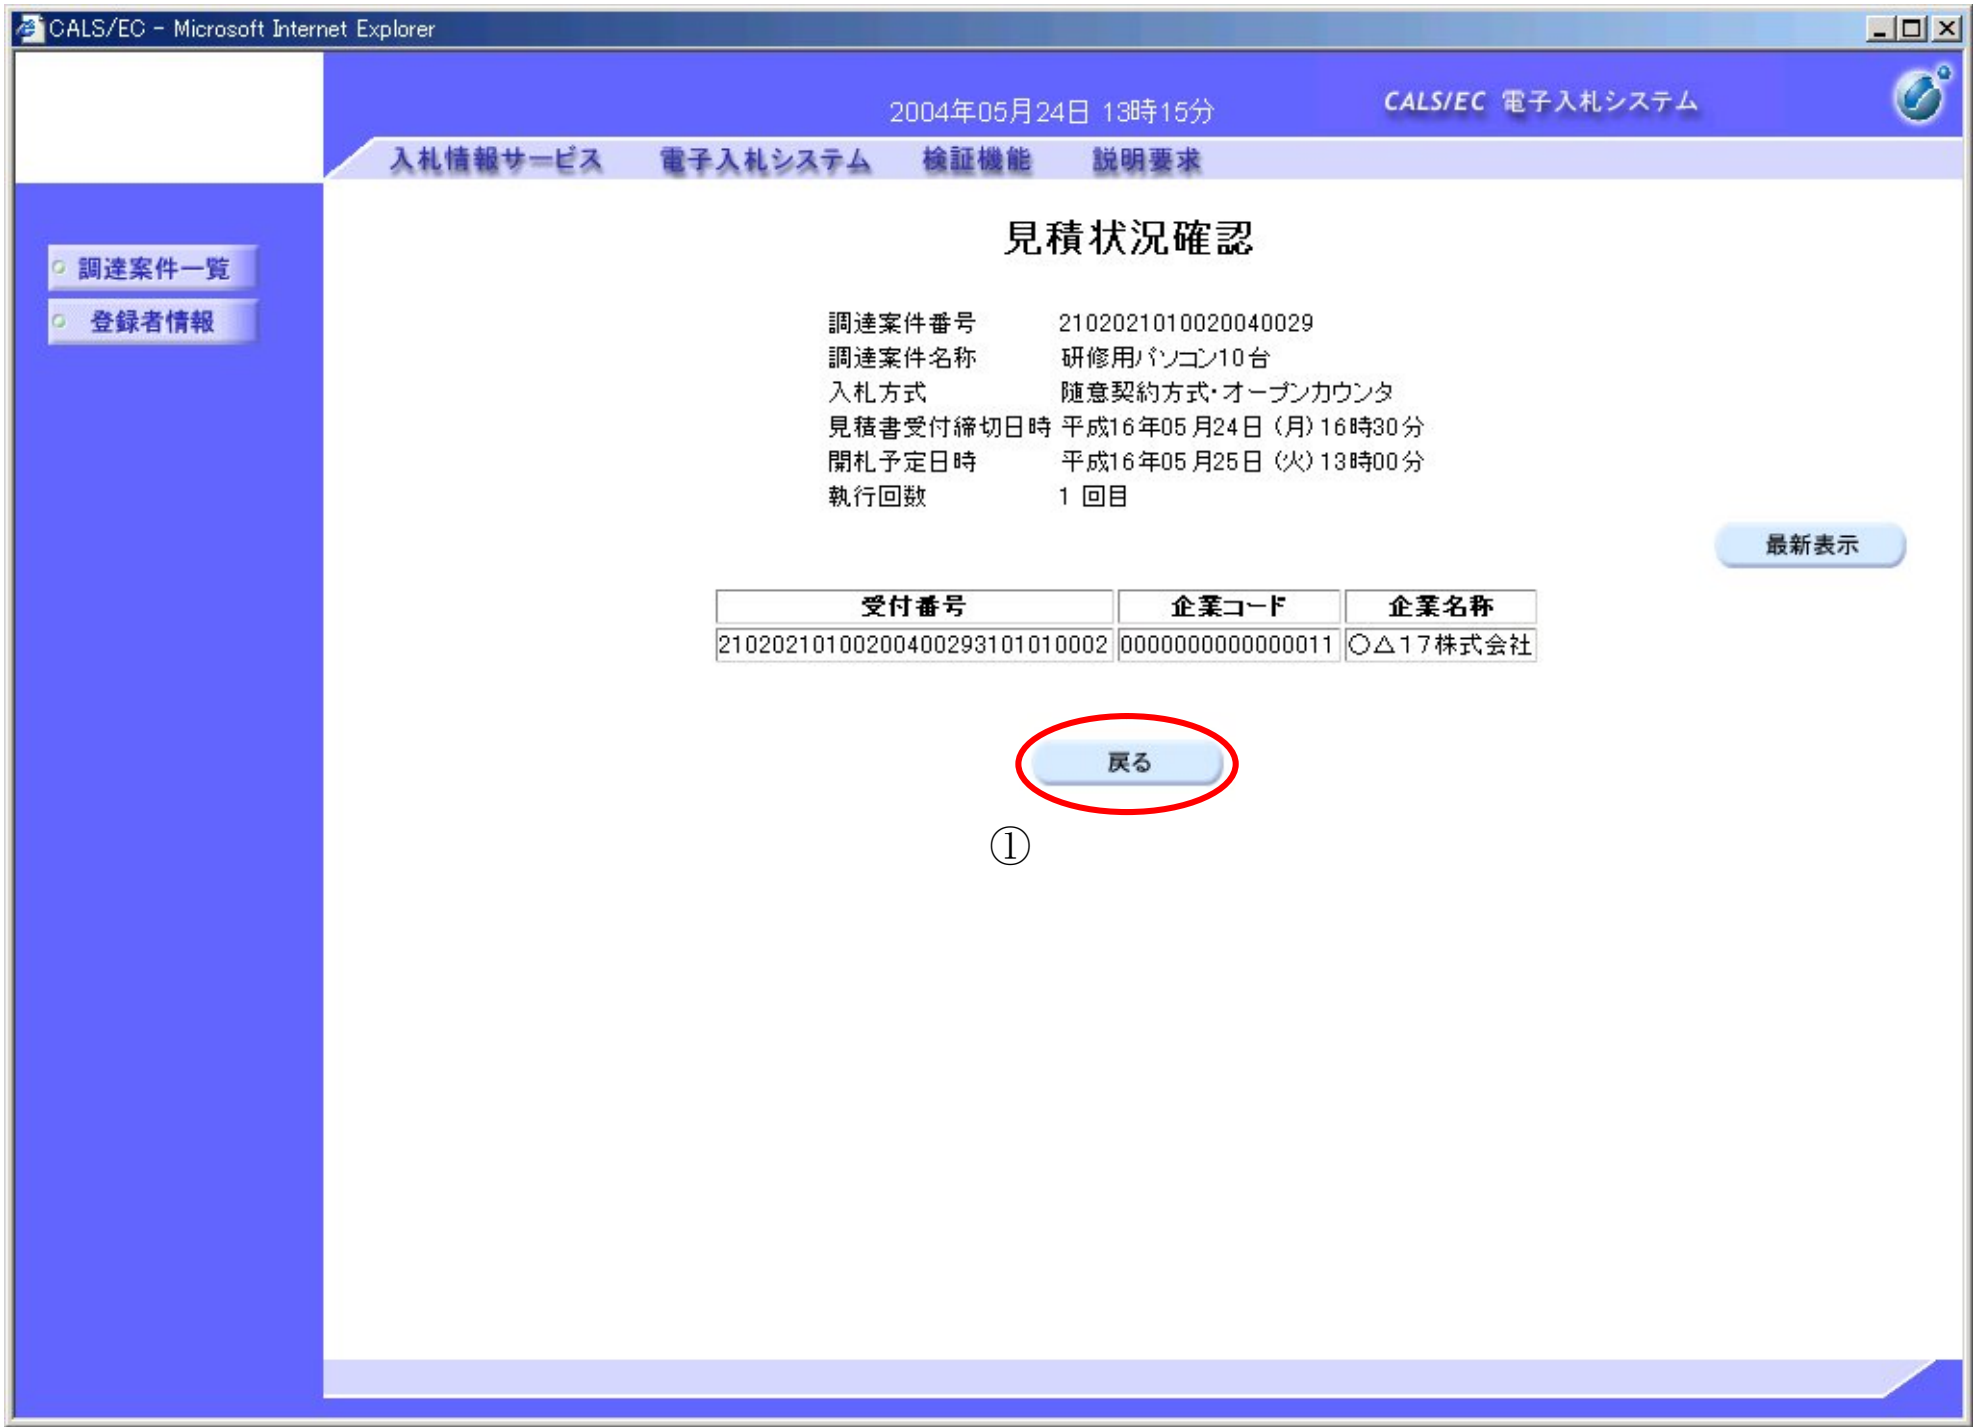 CALS/EC - Microsoft Internet Explorer
2004年05月24日 13時15分
CALS/EC 電子入札システム
入札情報サービス 電子入札システム 検証機能 説明要求
調達案件一覧
登録者情報
見積状況確認
調達案件番号 2102021010020040029
調達案件名称 研修用パソコン10台
入札方式 随意契約方式・オープンカウンタ
見積書受付締切日時 平成16年05月24日（月）16時30分
開札予定日時 平成16年05月25日（火）13時00分
執行回数 1 回目
最新表示
受付番号 企業コード 企業名称
21020210100200400293101010002 0000000000000011 ○△17株式会社
戻る
①